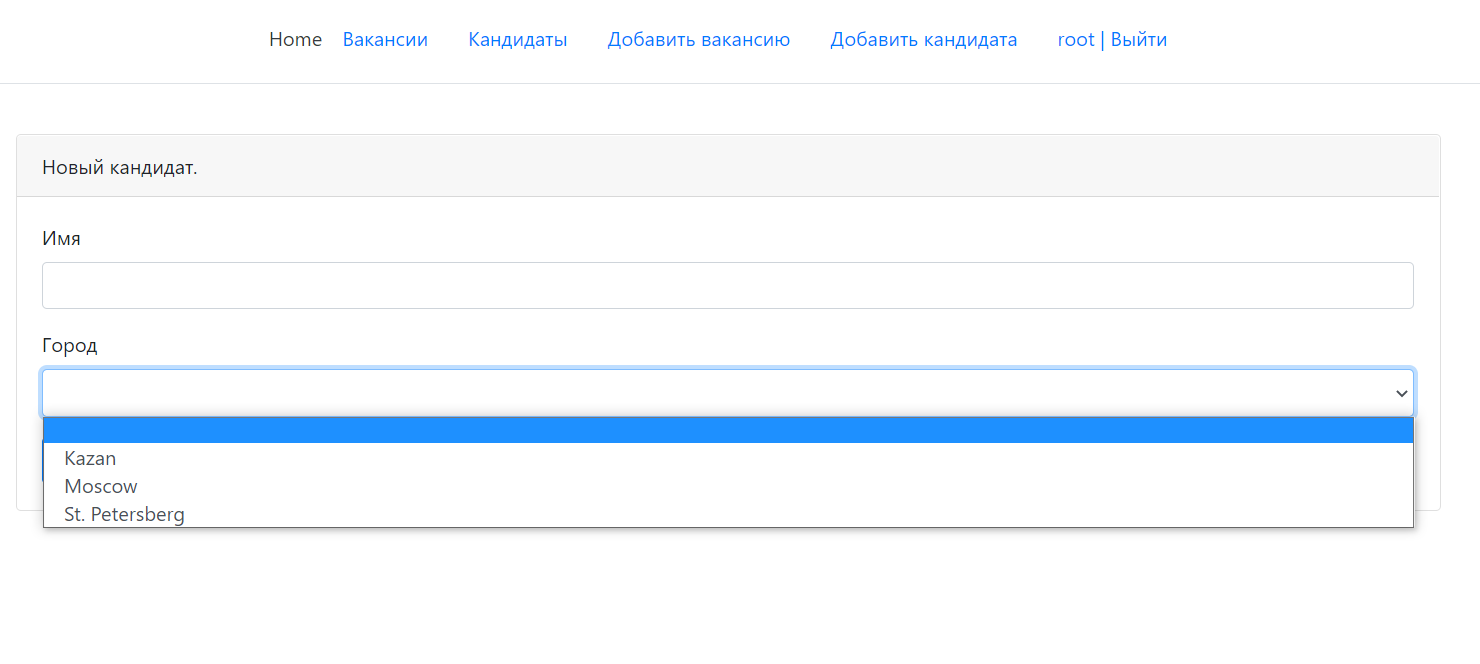 Home Вакансии Кандидаты Добавить вакансию Добавить кандидата root | Выйти
Новый кандидат.
Имя
Город
Kazan
Moscow
St. Petersberg